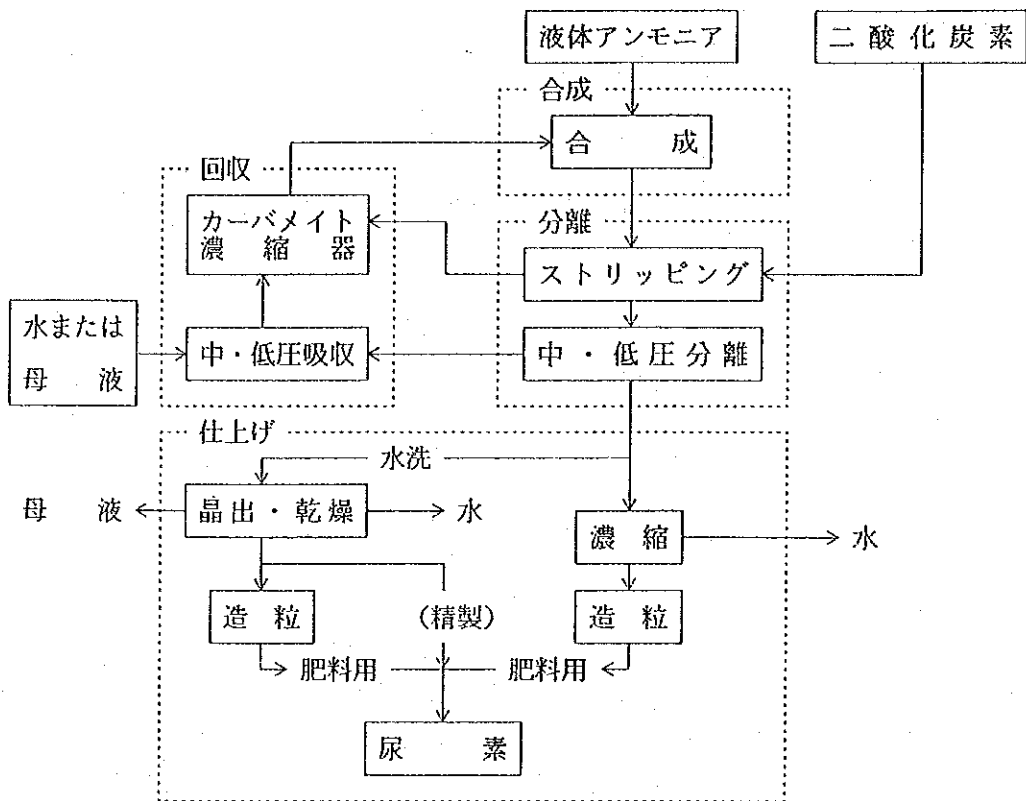 液体アンモニア
二酸化炭素
合成
合成
回収
カーバメイト
濃縮器
分離
ストリッピング
水または
母液
中・低圧吸収
中・低圧分離
仕上げ
水洗
母液
晶出・乾燥
水
濃縮
水
造粒
(精製)
造粒
肥料用
肥料用
尿素